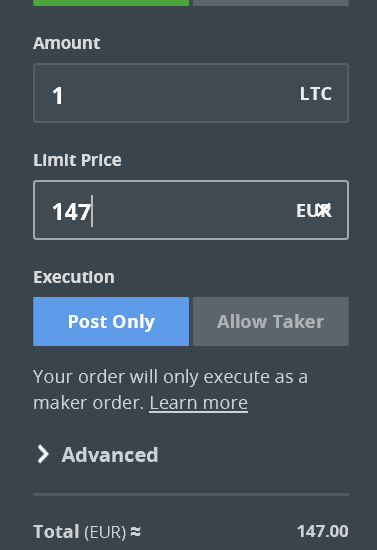 Amount
1 LTC
Limit Price
147 EUR
Execution
Post Only Allow Taker
Your order will only execute as a
maker order. Learn more
Advanced
Total (EUR) ≈ 147.00